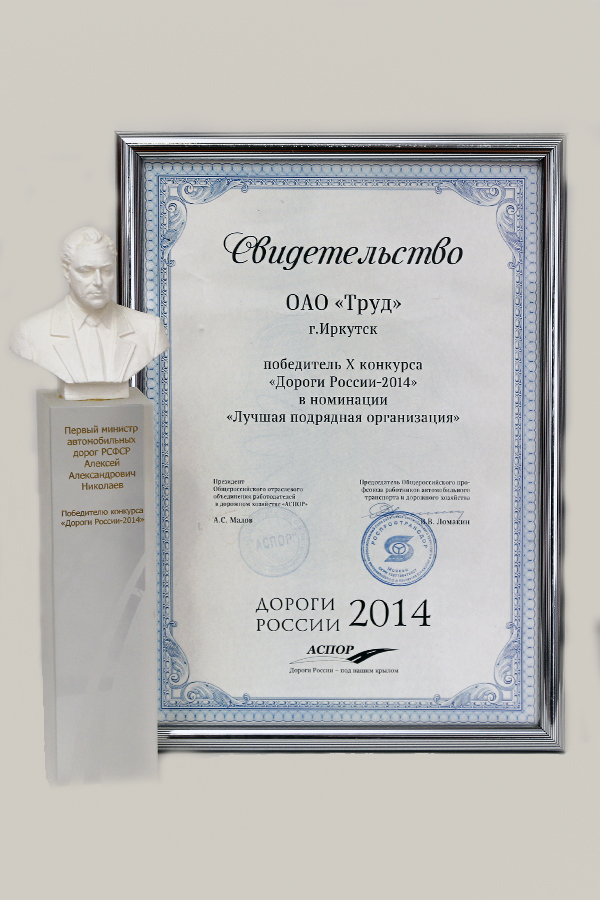 Свидетельство
ОАО «Труд»
г.Иркутск
победитель X конкурса
«Дороги России-2014»
в номинации
«Лучшая подрядная организация»
Президент
Общероссийского отраслевого
объединения работодателей
в дорожном хозяйстве «АСПОР»
А.С. Малов
Председатель Общероссийского про-
фсоюза работников автомобильного
транспорта и дорожного хозяйства
И.В. Ломакин
АСПОР
РОСПРОФТРАНСДОР
Москва
ДОРОГИ
РОССИИ 2014
АСПОР
Дороги России – под нашим крылом
Первый министр
автомобильных
дорог РСФСР
Алексей
Александрович
Николаев
Победителю конкурса
«Дороги России-2014»